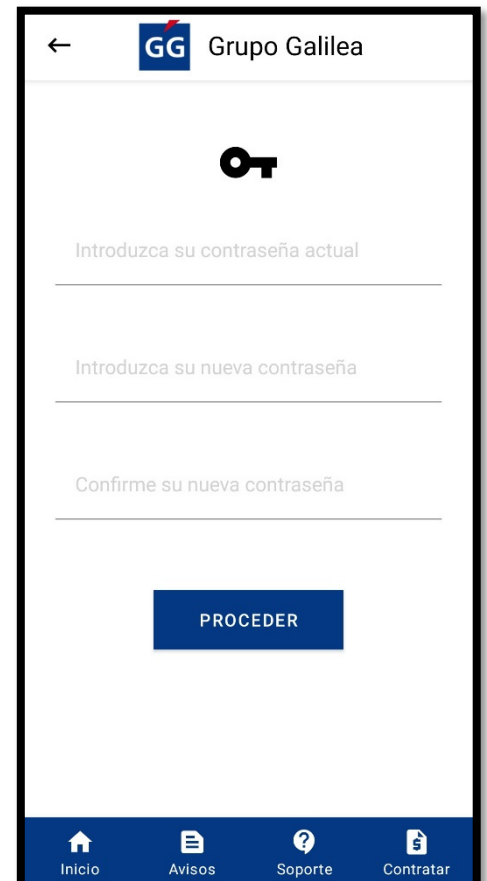 GG Grupo Galilea
Introduzca su contraseña actual
Introduzca su nueva contraseña
Confirme su nueva contraseña
PROCEDER
Inicio Avisos Soporte Contratar